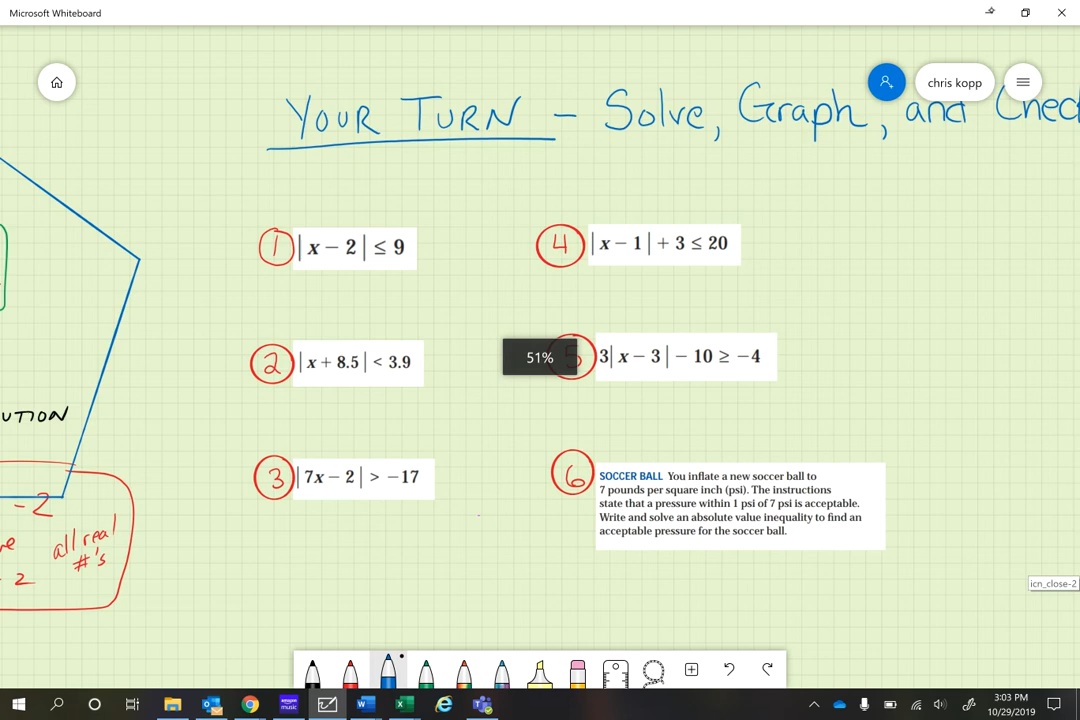 Microsoft Whiteboard
chris kopp
YOUR TURN - Solve, Graph, and Check
1 |x − 2| ≤ 9
4 |x − 1| + 3 ≤ 20
2 |x + 8.5| < 3.9
51%
5 3|x − 3| − 10 ≥ −4
UTION
3 |7x − 2| > −17
6 SOCCER BALL You inflate a new soccer ball to
7 pounds per square inch (psi). The instructions
state that a pressure within 1 psi of 7 psi is acceptable.
Write and solve an absolute value inequality to find an
acceptable pressure for the soccer ball.
-2
all real
#'s
2
icn_close-2
3:03 PM
10/29/2019